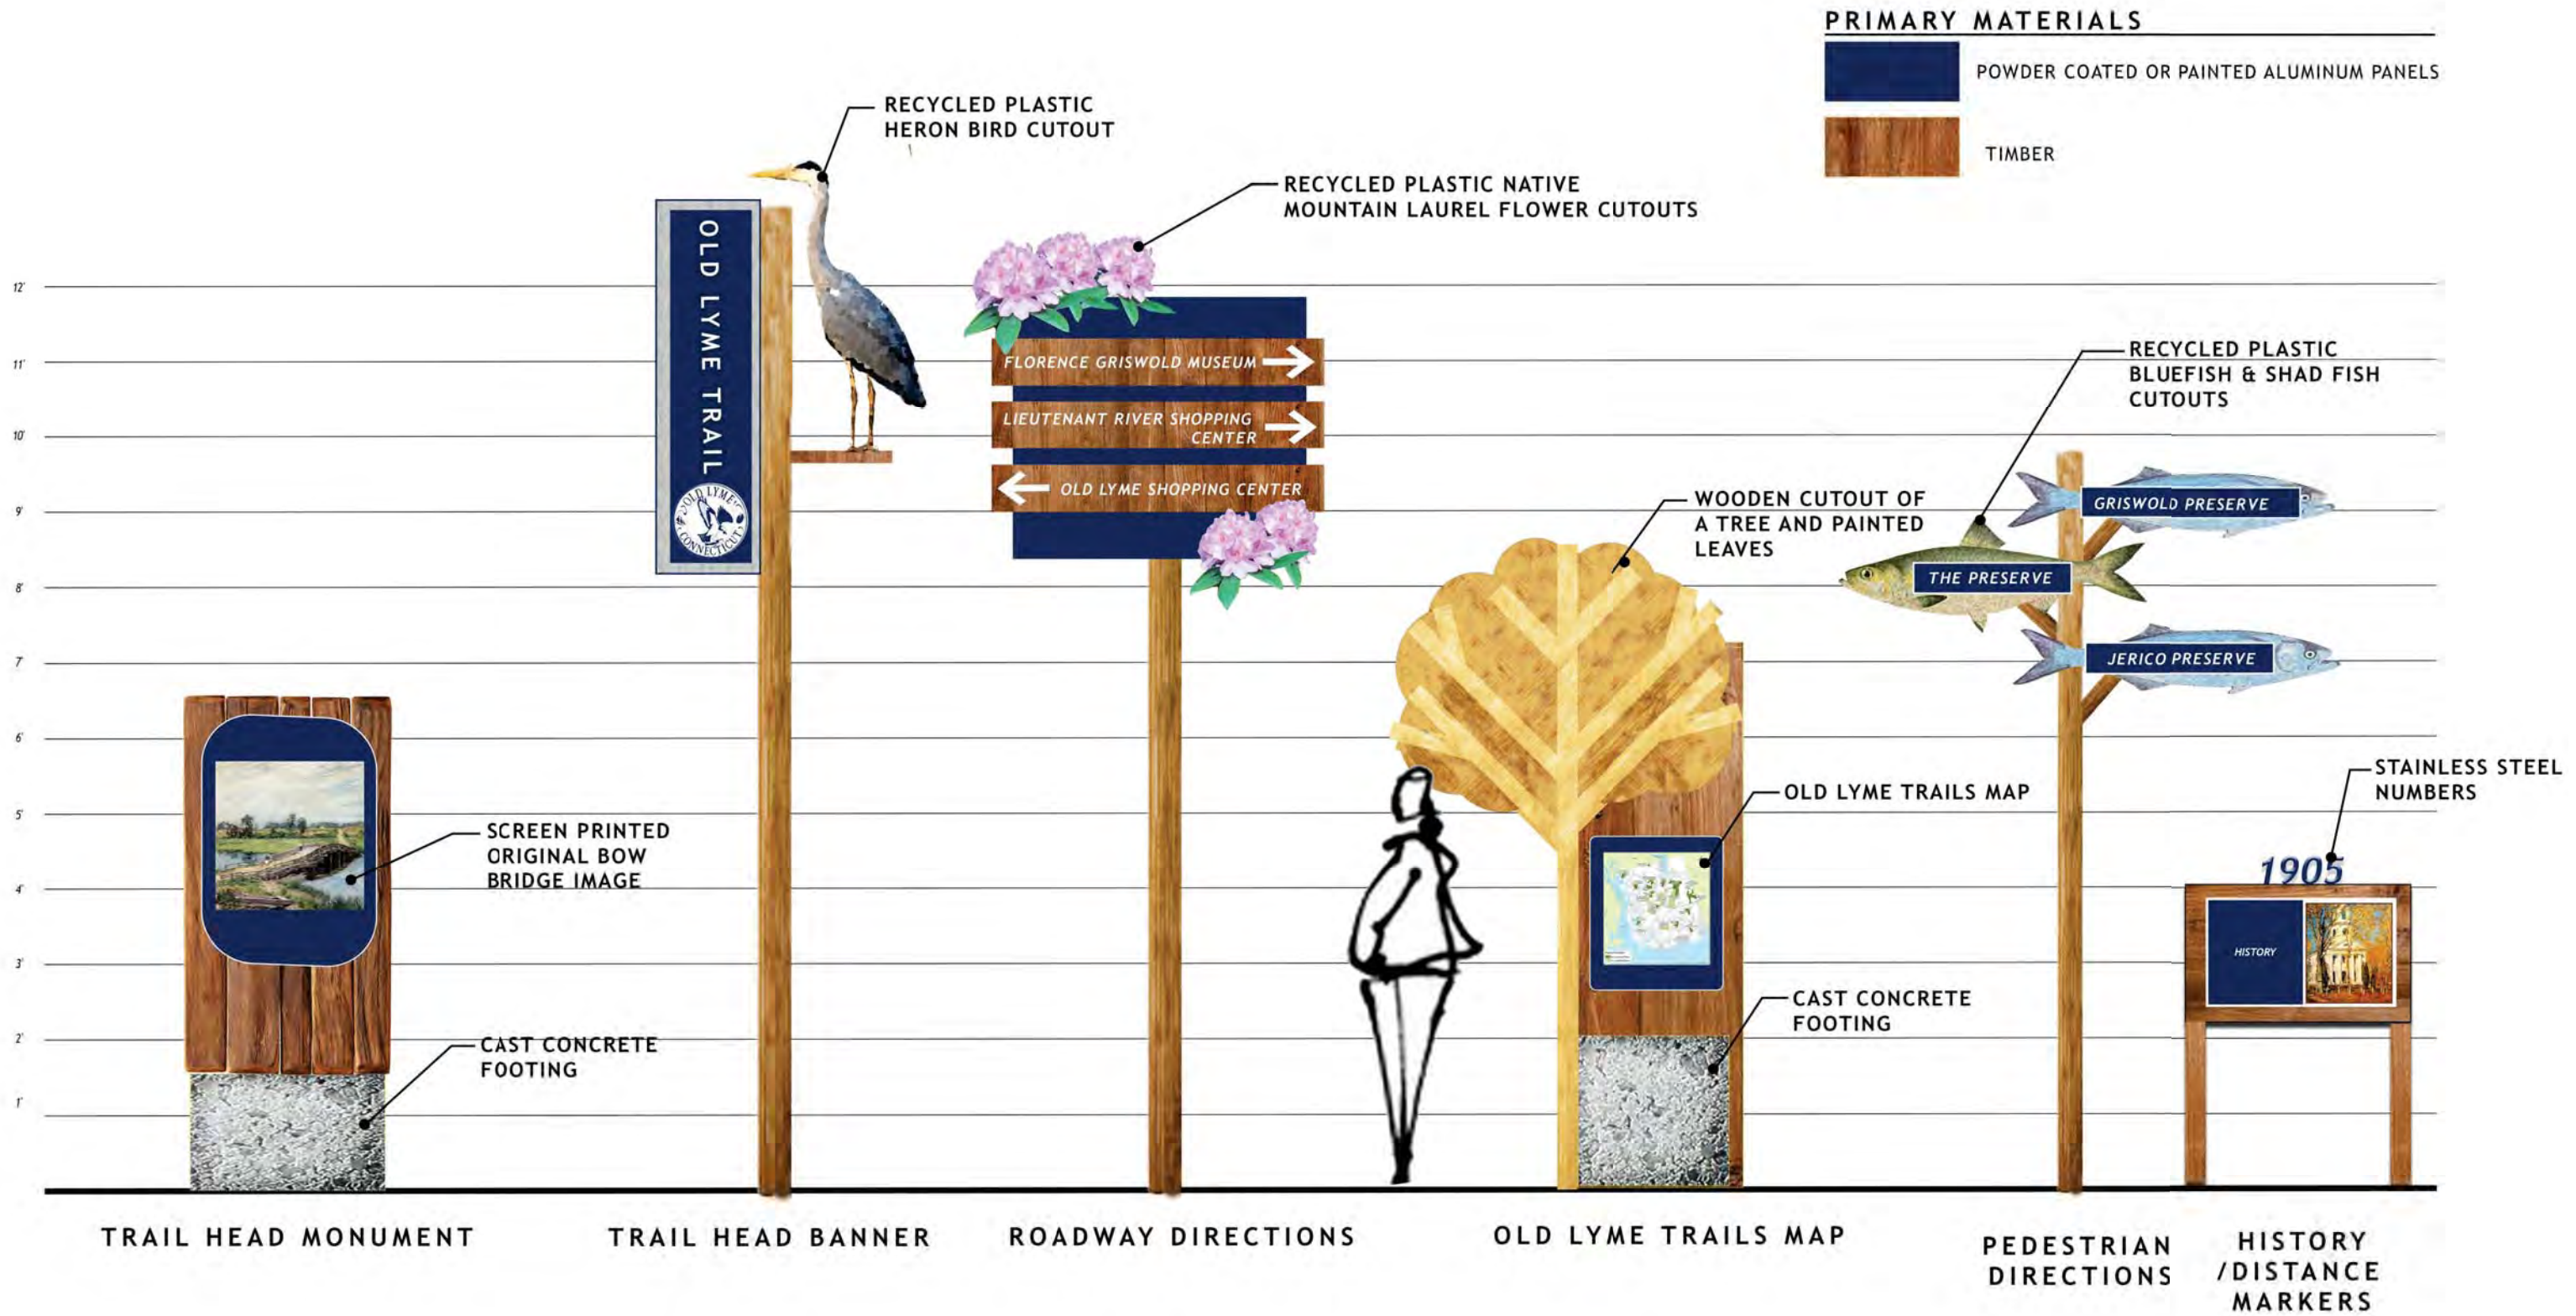 PRIMARY MATERIALS
POWDER COATED OR PAINTED ALUMINUM PANELS
TIMBER
RECYCLED PLASTIC
HERON BIRD CUTOUT
RECYCLED PLASTIC NATIVE
MOUNTAIN LAUREL FLOWER CUTOUTS
12'
11'
10'
9'
8'
7'
6'
5'
4'
3'
2'
1'
OLD LYME TRAIL
OLD LYME
CONNECTICUT
FLORENCE GRISWOLD MUSEUM
LIEUTENANT RIVER SHOPPING
CENTER
OLD LYME SHOPPING CENTER
RECYCLED PLASTIC
BLUEFISH & SHAD FISH
CUTOUTS
WOODEN CUTOUT OF
A TREE AND PAINTED
LEAVES
GRISWOLD PRESERVE
THE PRESERVE
JERICO PRESERVE
SCREEN PRINTED
ORIGINAL BOW
BRIDGE IMAGE
OLD LYME TRAILS MAP
STAINLESS STEEL
NUMBERS
1905
HISTORY
CAST CONCRETE
FOOTING
CAST CONCRETE
FOOTING
TRAIL HEAD MONUMENT
TRAIL HEAD BANNER
ROADWAY DIRECTIONS
OLD LYME TRAILS MAP
PEDESTRIAN
DIRECTIONS
HISTORY
/DISTANCE
MARKERS